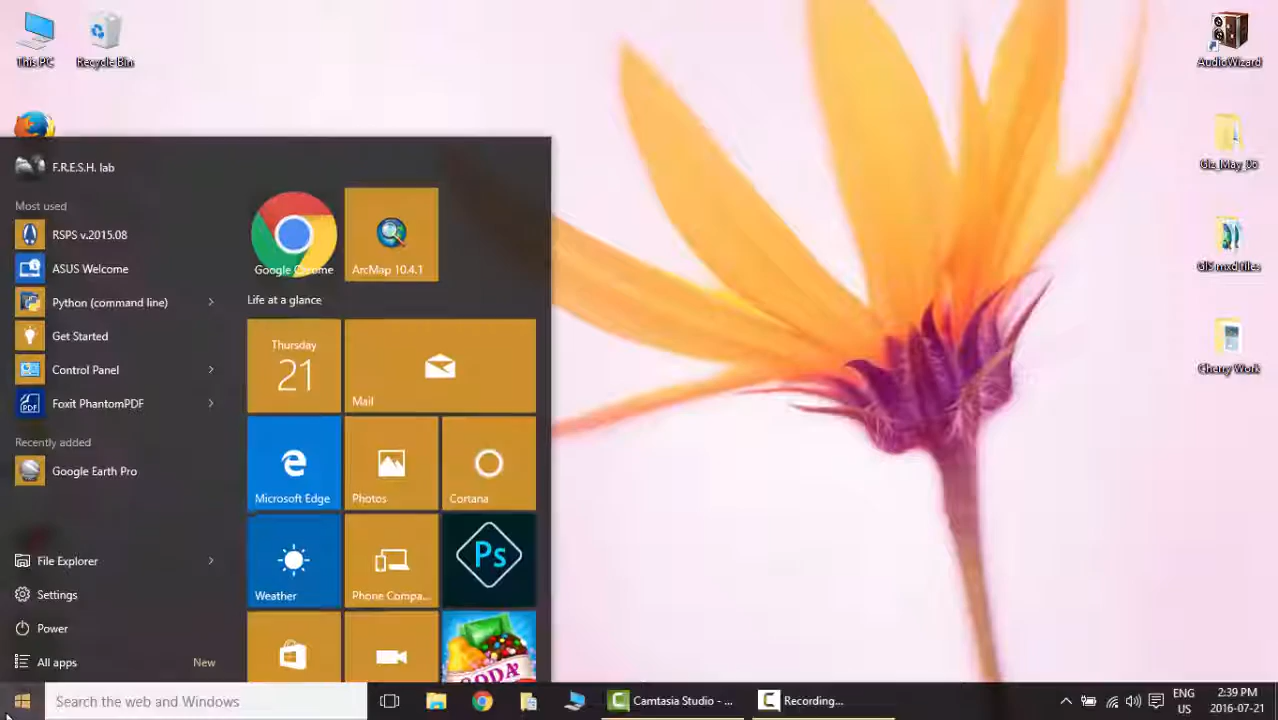 This PC
Recycle Bin
AudioWizard
Giz_May_06
GIS mxd files
Cherry Work
F.R.E.S.H. lab
Most used
RSPS v.2015.08
ASUS Welcome
Python (command line)
Get Started
Control Panel
Foxit PhantomPDF
PDF
Recently added
Google Earth Pro
File Explorer
Settings
Power
All apps
New
Google Chrome
ArcMap 10.4.1
Life at a glance
Thursday
21
Mail
Microsoft Edge
Photos
Cortana
Weather
Phone Compa...
Ps
SODA
Search the web and Windows
Camtasia Studio - ...
Recording...
ENG
US
2:39 PM
2016-07-21